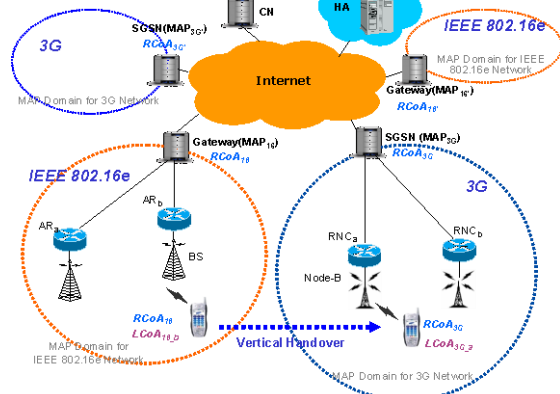 CN
HA
IEEE 802.16e
3G
SGSN(MAP3G')
RCoA3G'
MAP Domain for 3G Network
Internet
MAP Domain for IEEE
802.16e Network
Gateway(MAP16')
RCoA16'
Gateway(MAP16)
RCoA16
SGSN (MAP3G)
RCoA3G
IEEE 802.16e
3G
ARa
ARb
BS
RNCa
RNCb
Node-B
RCoA16
LCoA16_b
Vertical Handover
RCoA3G
LCoA3G_a
MAP Domain for
IEEE 802.16e Network
MAP Domain for 3G Network